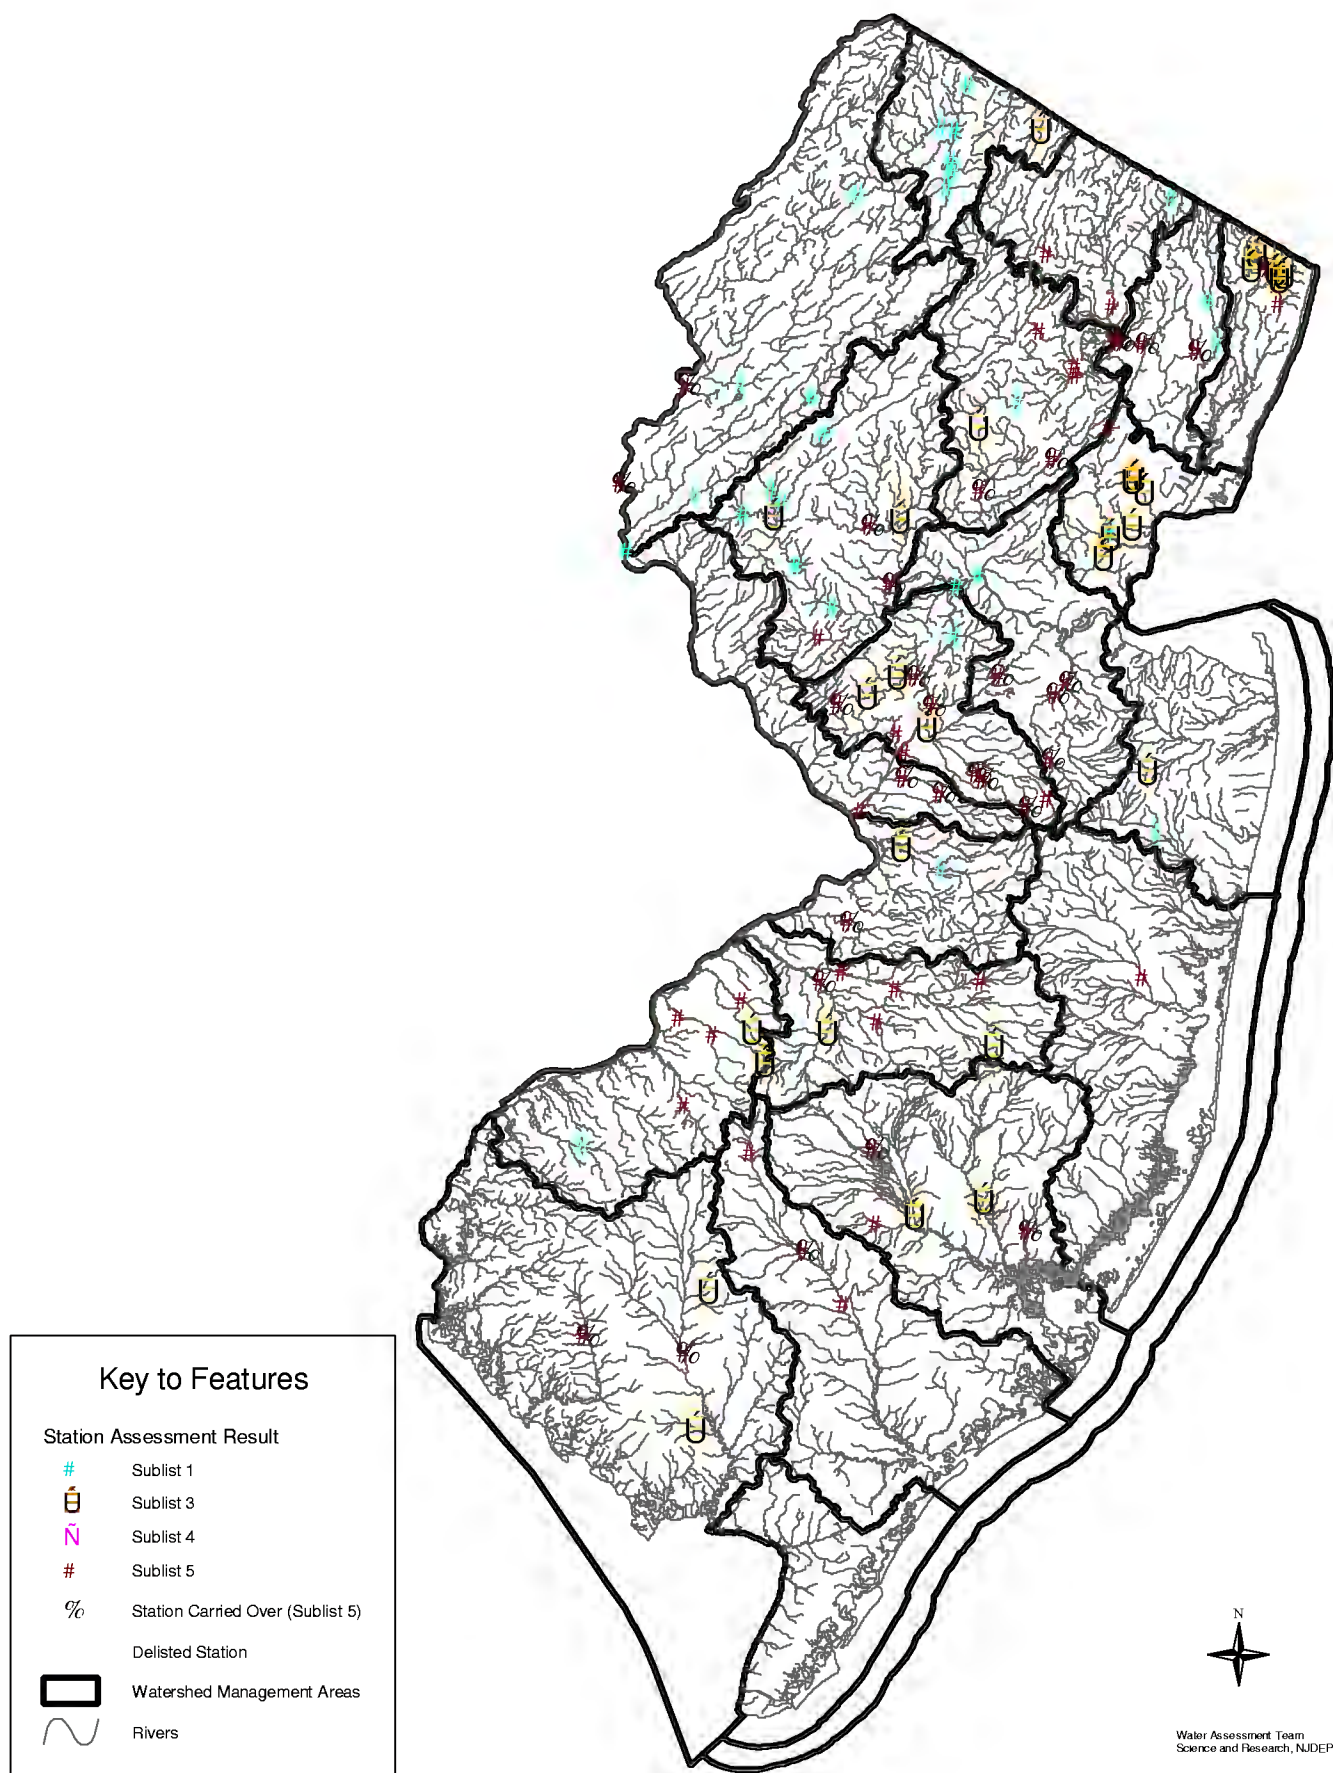 Key to Features
Station Assessment Result
# Sublist 1
Ú Sublist 3
Ñ Sublist 4
# Sublist 5
% Station Carried Over (Sublist 5)
Delisted Station
Watershed Management Areas
Rivers
N
Water Assessment Team
Science and Research, NJDEP